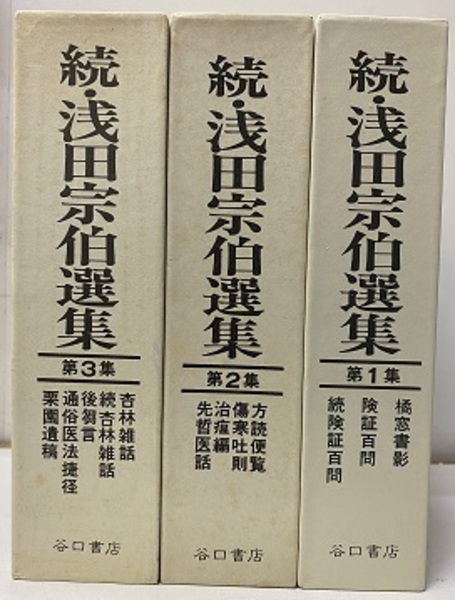 続・浅田宗伯選集
第3集
杏林雑話
続杏林雑話
後芻言
通俗医法捷径
栗園遺稿
谷口書店
続・浅田宗伯選集
第2集
方読便覧
傷寒吐則
治瘟編
先哲医話
谷口書店
続・浅田宗伯選集
第1集
橘窓書影
険証百問
続険証百問
谷口書店